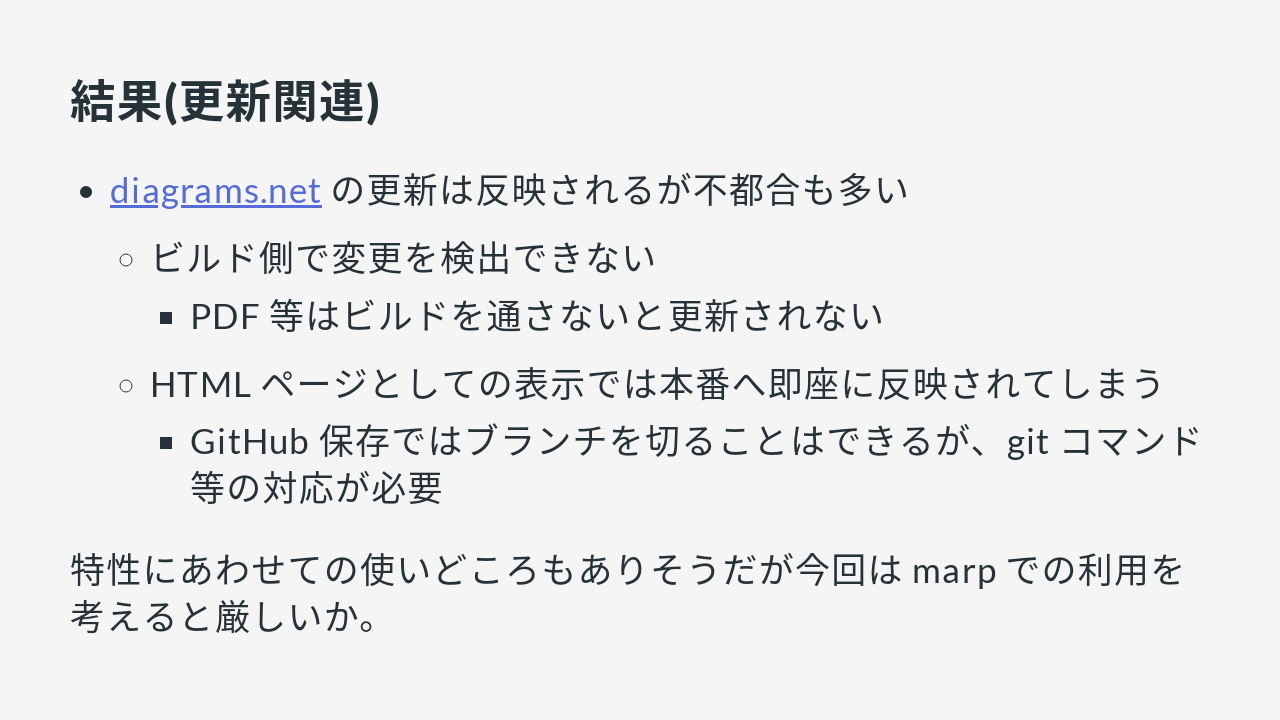 結果(更新関連)
diagrams.net の更新は反映されるが不都合も多い
ビルド側で変更を検出できない
PDF 等はビルドを通さないと更新されない
HTML ページとしての表示では本番へ即座に反映されてしまう
GitHub 保存ではブランチを切ることはできるが、git コマンド
等の対応が必要
特性にあわせての使いどころもありそうだが今回は marp での利用を
考えると厳しいか。